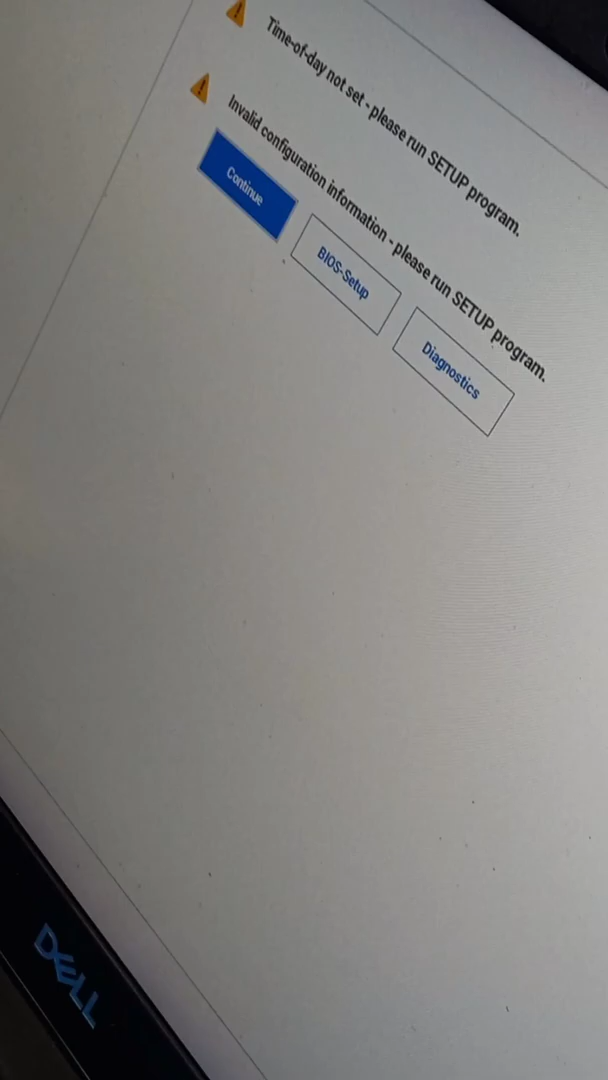 Time-of-day not set - please run SETUP program.
Invalid configuration information - please run SETUP program.
Continue
BIOS-Setup
Diagnostics
DELL